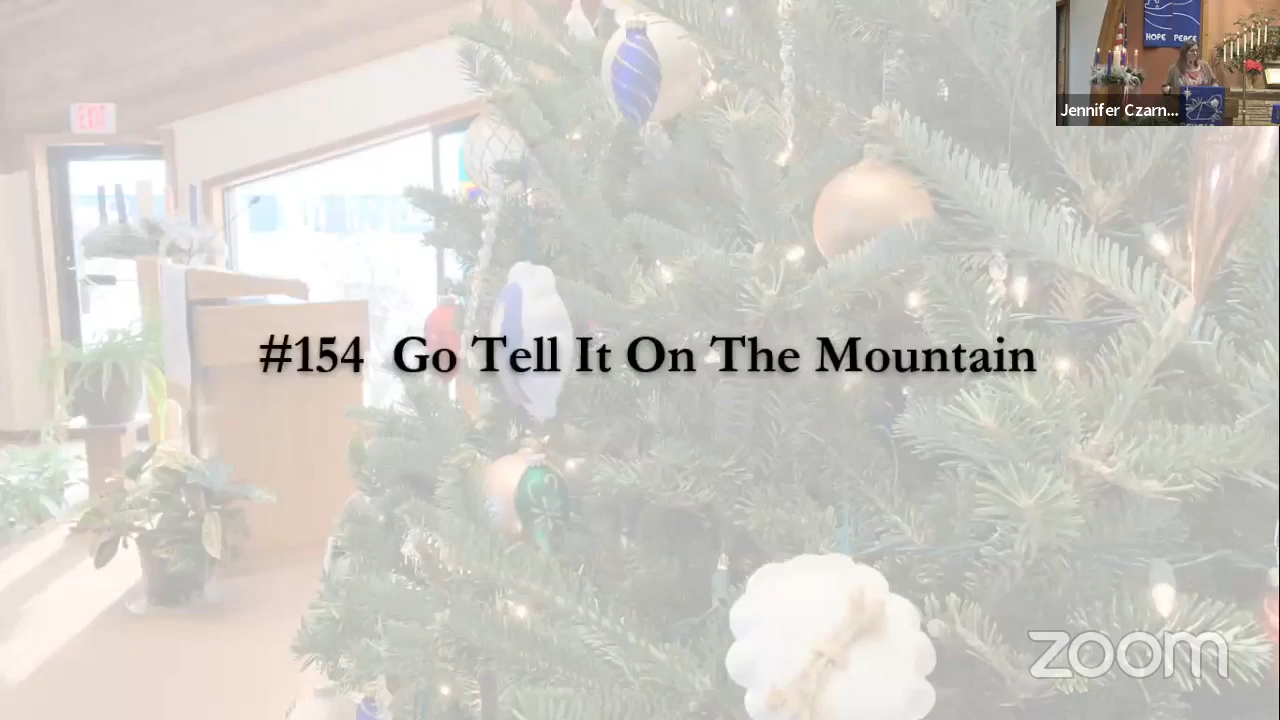 HOPE PEACE
Jennifer Czarn...
EXIT
#154 Go Tell It On The Mountain
zoom